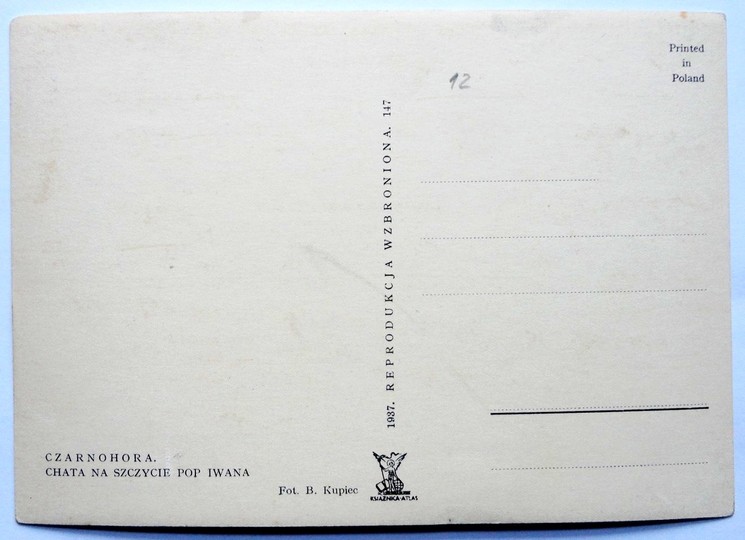 Printed
in
Poland
12
1937. REPRODUKCJA WZBRONIONA. 147
CZARNOHORA.
CHATA NA SZCZYCIE POP IWANA
Fot. B. Kupiec
KSIĄŻNICA-ATLAS